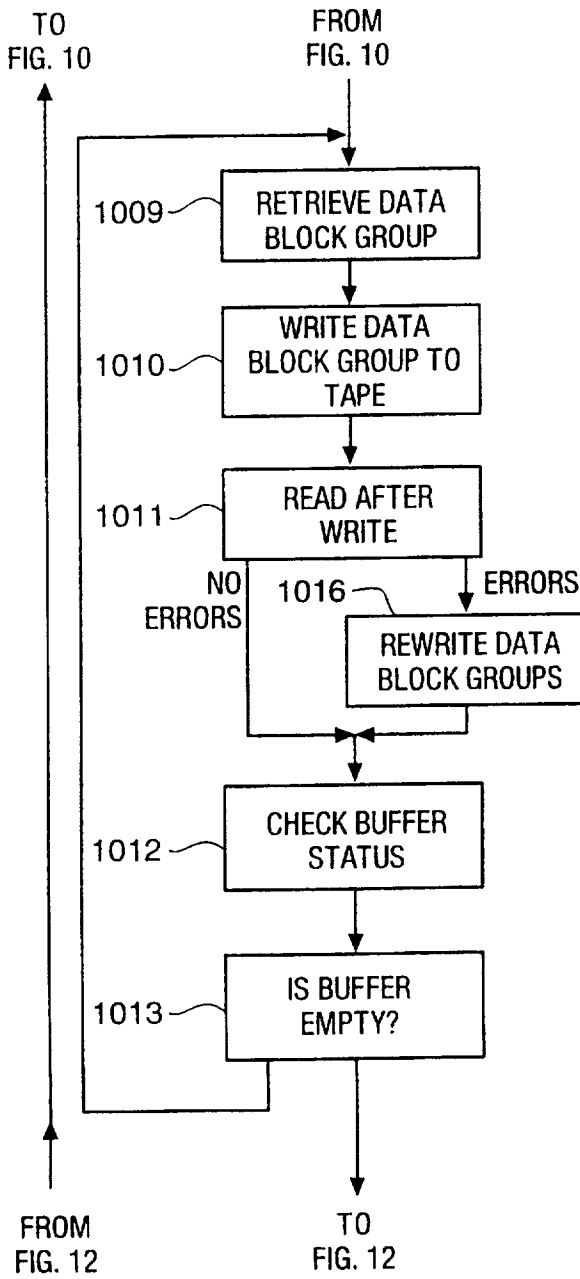 TO
FIG. 10
FROM
FIG. 10
1009
RETRIEVE DATA
BLOCK GROUP
1010
WRITE DATA
BLOCK GROUP TO
TAPE
1011
READ AFTER
WRITE
NO
ERRORS
ERRORS
1016
REWRITE DATA
BLOCK GROUPS
1012
CHECK BUFFER
STATUS
1013
IS BUFFER
EMPTY?
FROM
FIG. 12
TO
FIG. 12